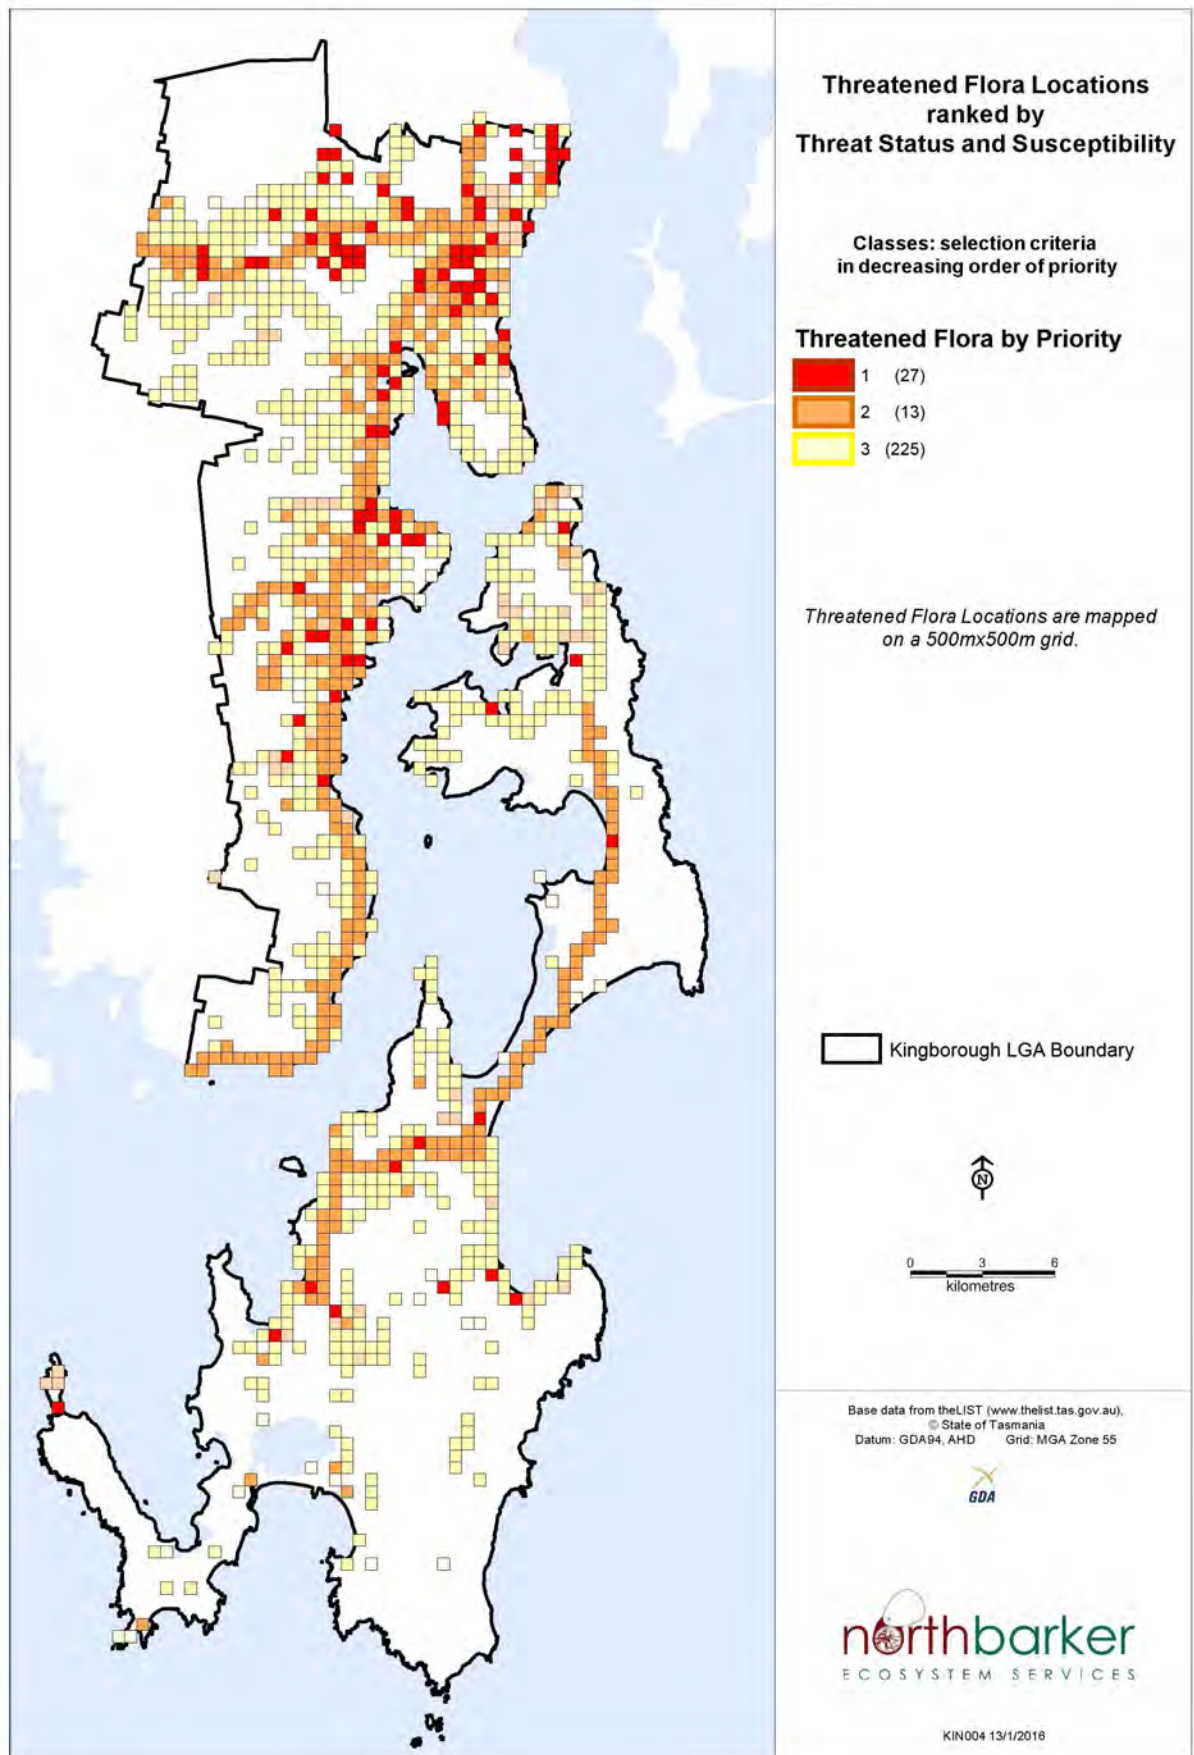 Threatened Flora Locations
ranked by
Threat Status and Susceptibility
Classes: selection criteria
in decreasing order of priority
Threatened Flora by Priority
1 (27)
2 (13)
3 (225)
Threatened Flora Locations are mapped
on a 500mx500m grid.
Kingborough LGA Boundary
N
0 3 6
kilometres
Base data from theLIST (www.thelist.tas.gov.au),
© State of Tasmania
Datum: GDA94, AHD Grid: MGA Zone 55
GDA
northbarker
ECOSYSTEM SERVICES
KIN004 13/1/2016